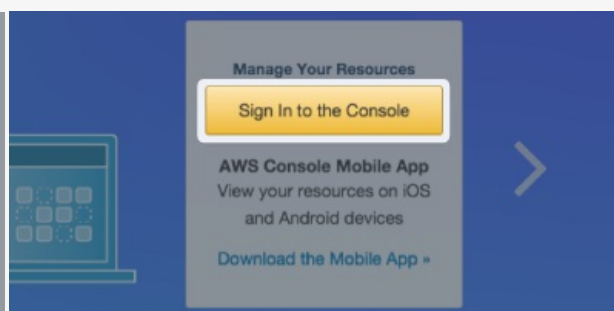 Manage Your Resources
Sign In to the Console
AWS Console Mobile App
View your resources on iOS
and Android devices
Download the Mobile App »